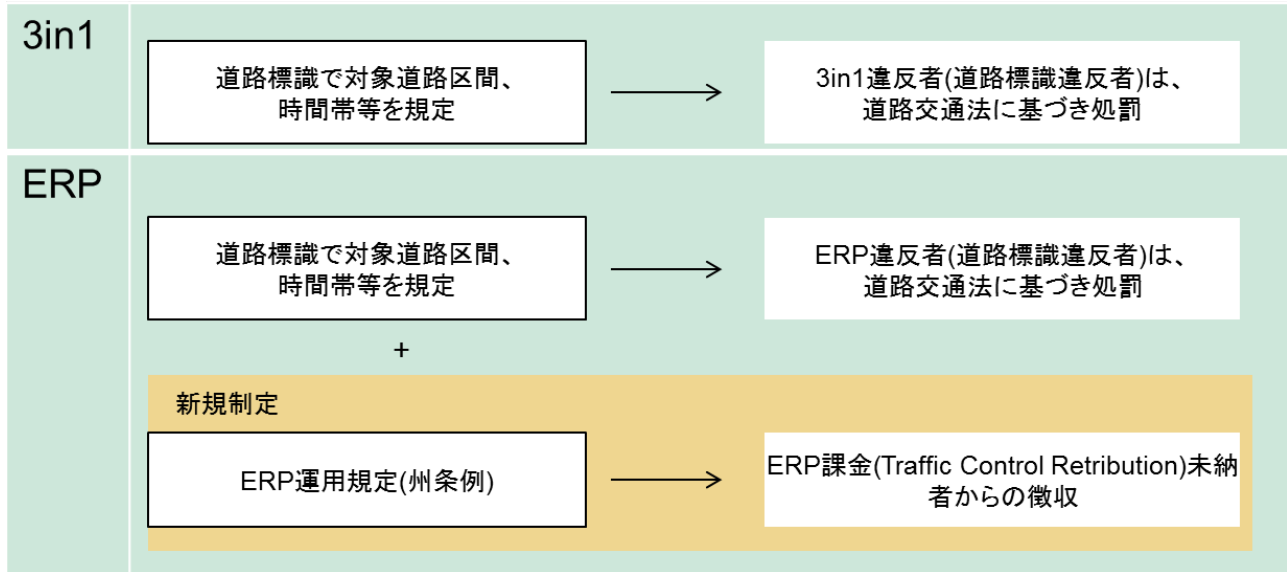 3in1
道路標識で対象道路区間、
時間帯等を規定
3in1違反者(道路標識違反者)は、
道路交通法に基づき処罰
ERP
道路標識で対象道路区間、
時間帯等を規定
ERP違反者(道路標識違反者)は、
道路交通法に基づき処罰
+
新規制定
ERP運用規定(州条例)
ERP課金(Traffic Control Retribution)未納
者からの徴収